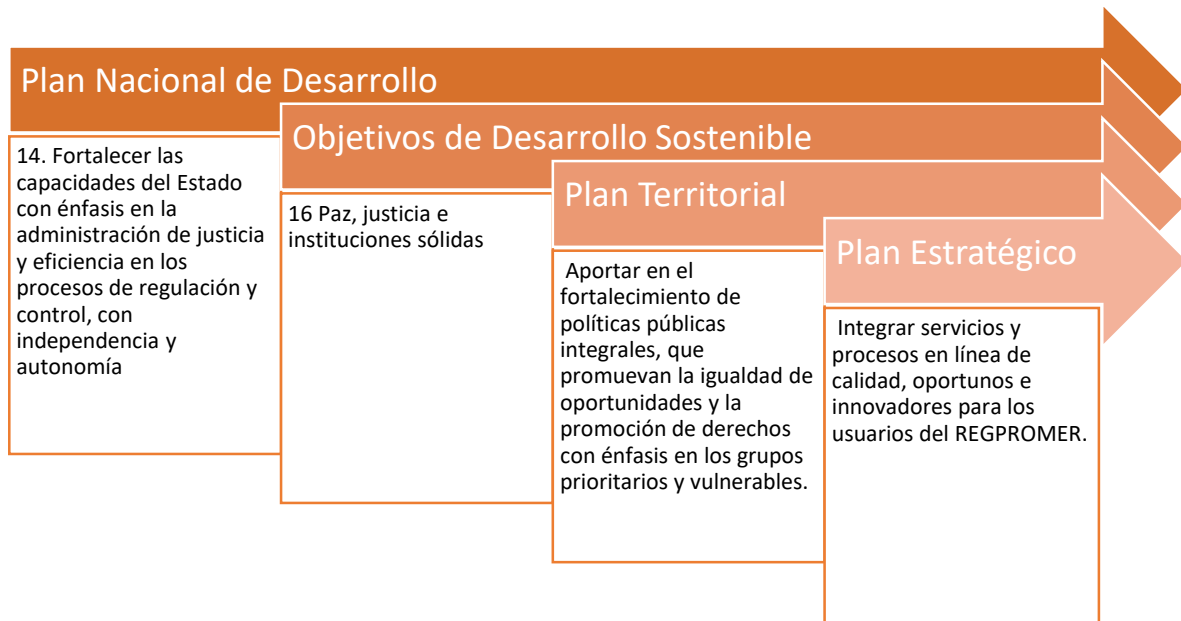 Plan Nacional de Desarrollo
14. Fortalecer las
capacidades del Estado
con énfasis en la
administración de justicia
y eficiencia en los
procesos de regulación y
control, con
independencia y
autonomía
Objetivos de Desarrollo Sostenible
16 Paz, justicia e
instituciones sólidas
Plan Territorial
Aportar en el
fortalecimiento de
políticas públicas
integrales, que
promuevan la igualdad de
oportunidades y la
promoción de derechos
con énfasis en los grupos
prioritarios y vulnerables.
Plan Estratégico
Integrar servicios y
procesos en línea de
calidad, oportunos e
innovadores para los
usuarios del REGPROMER.